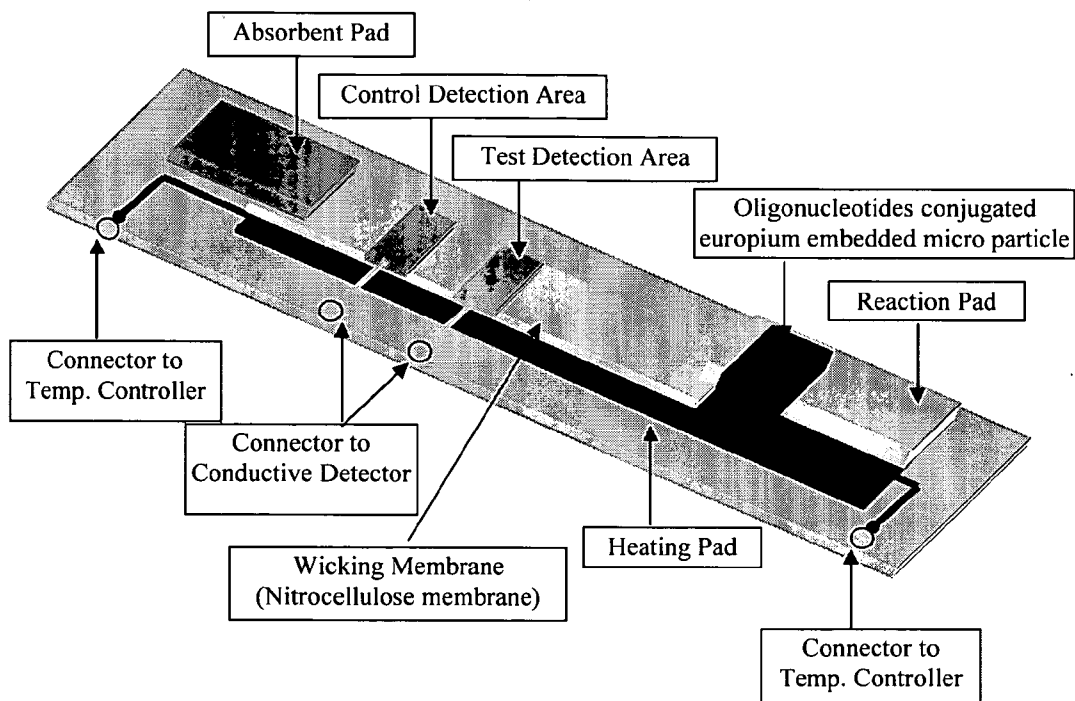 Absorbent Pad
Control Detection Area
Test Detection Area
Oligonucleotides conjugated
europium embedded micro particle
Reaction Pad
Connector to
Temp. Controller
Connector to
Conductive Detector
Wicking Membrane
(Nitrocellulose membrane)
Heating Pad
Connector to
Temp. Controller